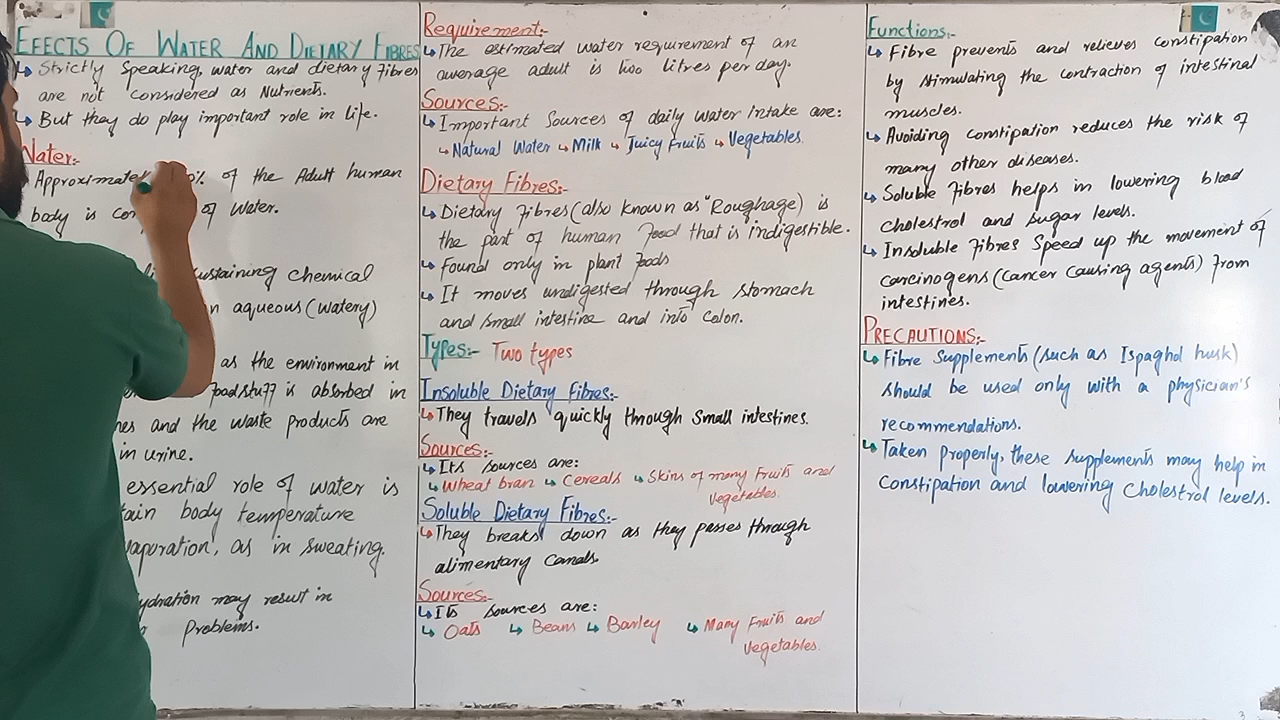 EFECTS OF WATER AND DIETARY FIBRES
Strictly Speaking, water and dietary Fibres
are not considered as Nutrients.
But they do play important role in life.
Water:-
of the Adult human
body is of Water.
sustaining chemical
aqueous (watery)
as the environment in
foodstuff is absorbed in
and the waste products are
in urine.
essential role of water is
body temperature
as in sweating.
may result in
Problems.
Requirement:-
The estimated water requirement of an
average adult is two litres per day.
Sources:-
Important Sources of daily water intake are:
Natural Water Milk Juicy Fruits Vegetables
Dietary Fibres:-
Dietary Fibres (also known as "Roughage) is
the part of human Food that is indigestible.
Found only in plant Foods
It moves undigested through stomach
and small intestine and into Colon.
Types:- Two types
Insoluble Dietary Fibres:-
They travels quickly through Small intestines.
Sources:-
Its sources are:
Wheat bran Cereals Skins of many Fruits and
vegetables.
Soluble Dietary Fibres:-
They breaks down as they passes through
alimentary Canals.
Sources:-
Its sources are:
Oats Beans Barley Many Fruits and
Vegetables.
Functions:-
Fibre prevents and relieves constipation
by stimulating the contraction of intestinal
muscles.
Avoiding constipation reduces the risk of
many other diseases.
Soluble Fibres helps in lowering blood
cholestrol and sugar levels.
Insoluble Fibres Speed up the movement of
carcinogens (cancer causing agents) from
intestines.
PRECAUTIONS:-
Fibre Supplements (such as Ispaghol husk)
should be used only with a physician's
recommendations.
Taken properly, these supplements may help in
Constipation and lowering Cholestrol levels.